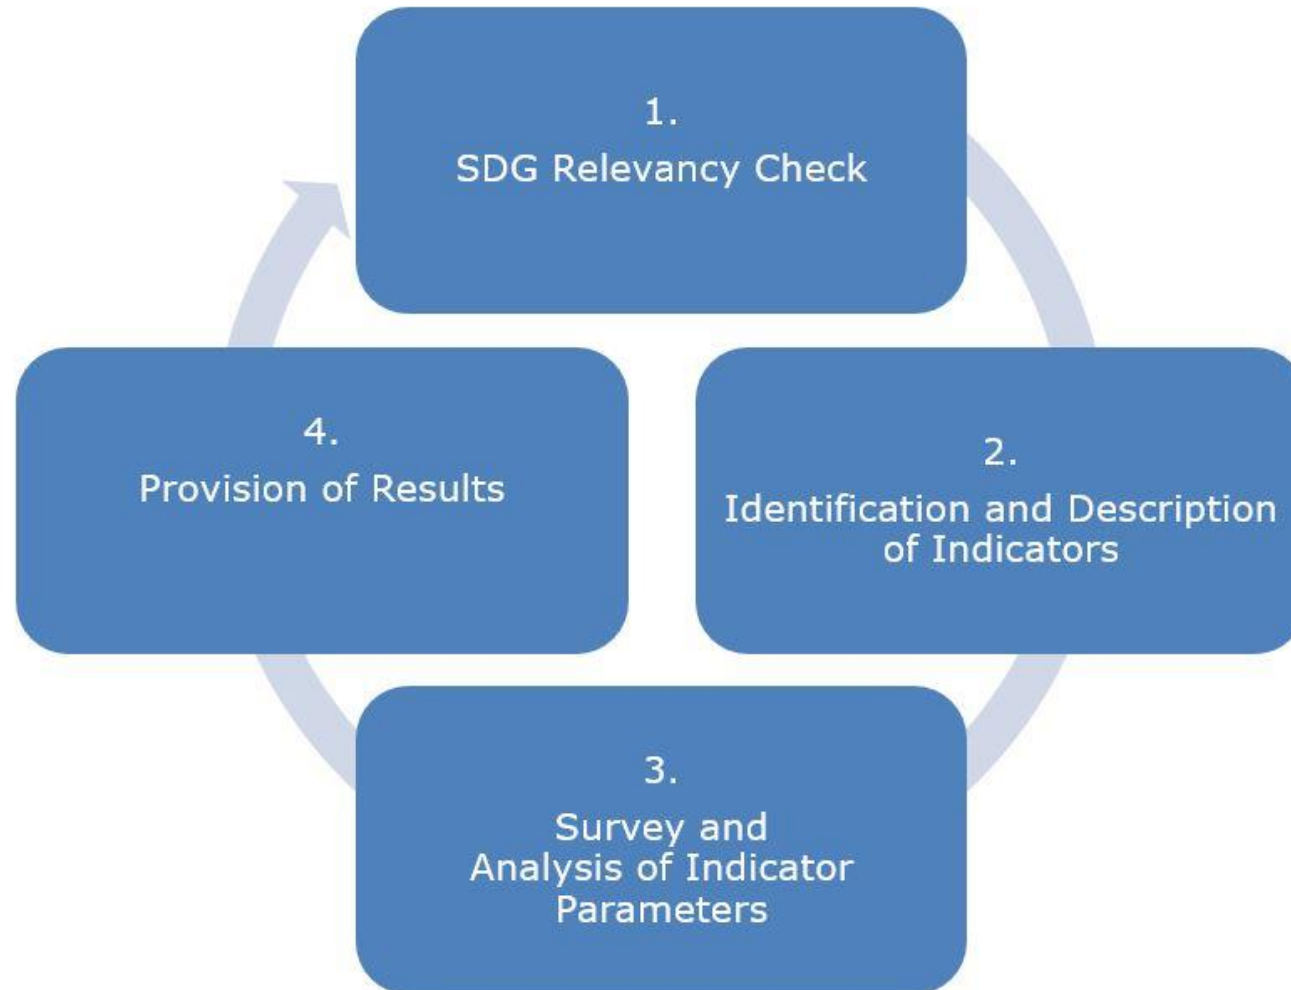 1.
SDG Relevancy Check
2.
Identification and Description
of Indicators
3.
Survey and
Analysis of Indicator
Parameters
4.
Provision of Results